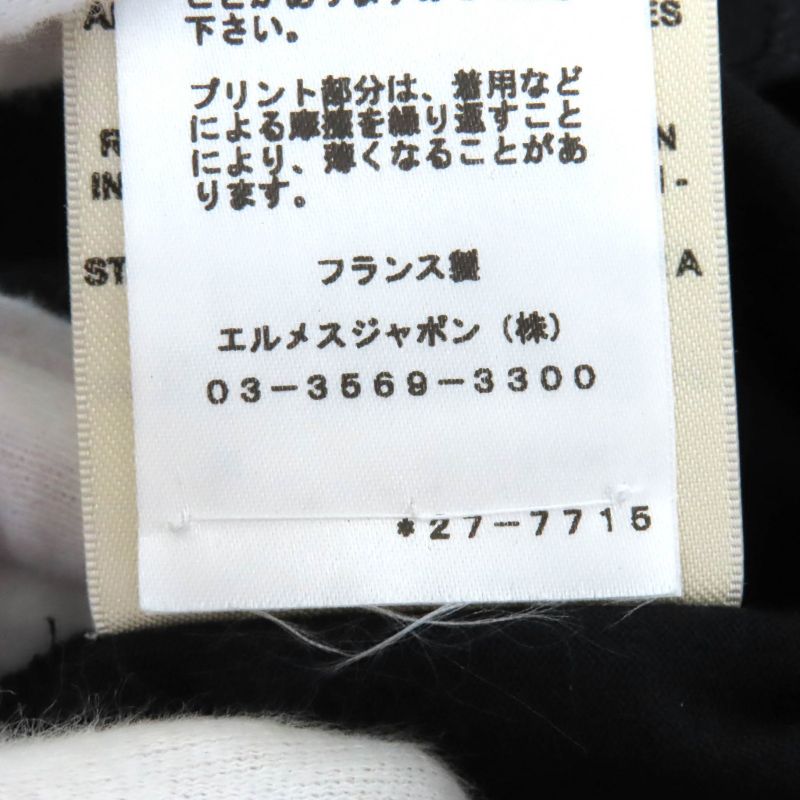 下さい。
プリント部分は、着用など
による摩擦を繰り返すこと
により、薄くなることがあ
ります。
フランス製
エルメスジャポン（株）
03-3569-3300
*27-7715